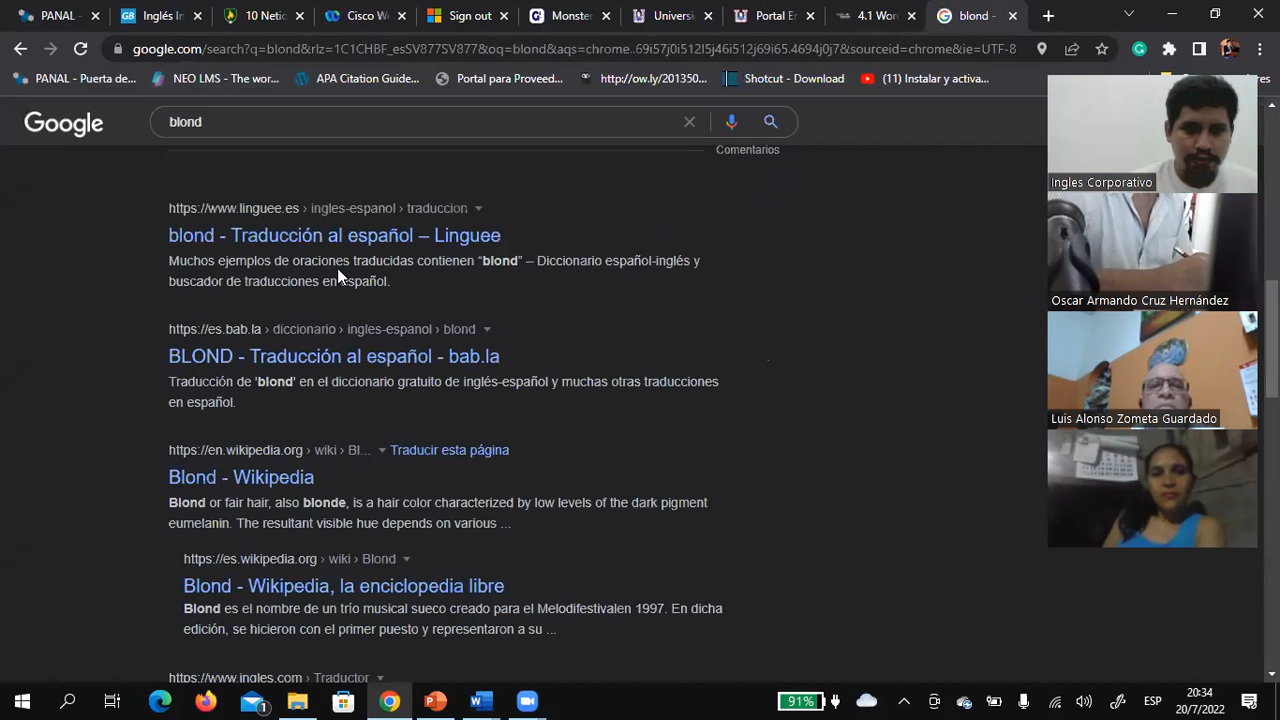 PANAL -
Inglés In
10 Netic
Cisco We
Sign out
Monster
Universi
Portal Er
4.1 Wor
blond -
google.com/search?q=blond&rlz=1C1CHBF_esSV877SV877&oq=blond&aqs=chrome..69i57j0i512l5j46i512j69i65.4694j0j7&sourceid=chrome&ie=UTF-8
PANAL - Puerta de...
NEO LMS - The wor...
APA Citation Guide...
Portal para Proveed...
http://ow.ly/201350...
Shotcut - Download
(11) Instalar y activa...
Google
blond
Comentarios
https://www.linguee.es › ingles-espanol › traduccion
blond - Traducción al español – Linguee
Muchos ejemplos de oraciones traducidas contienen “blond” – Diccionario español-inglés y
buscador de traducciones en español.
https://es.bab.la › diccionario › ingles-espanol › blond
BLOND - Traducción al español - bab.la
Traducción de 'blond' en el diccionario gratuito de inglés-español y muchas otras traducciones
en español.
https://en.wikipedia.org › wiki › Bl... Traducir esta página
Blond - Wikipedia
Blond or fair hair, also blonde, is a hair color characterized by low levels of the dark pigment
eumelanin. The resultant visible hue depends on various ...
https://es.wikipedia.org › wiki › Blond
Blond - Wikipedia, la enciclopedia libre
Blond es el nombre de un trío musical sueco creado para el Melodifestivalen 1997. En dicha
edición, se hicieron con el primer puesto y representaron a su ...
https://www.ingles.com › Traductor
Ingles Corporativo
Oscar Armando Cruz Hernández
Luis Alonso Zometa Guardado
91%
ESP
20:34
20/7/2022